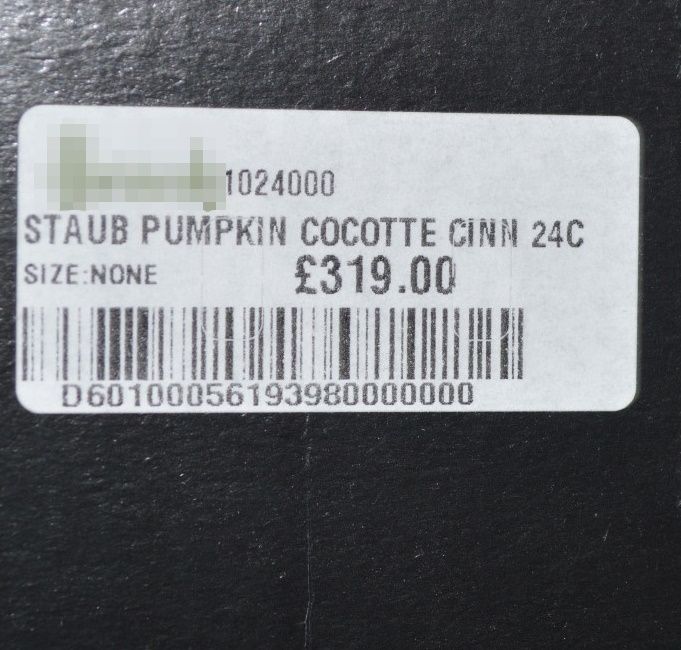 1024000
STAUB PUMPKIN COCOTTE CINN 24C
SIZE:NONE £319.00
D60100056193980000000